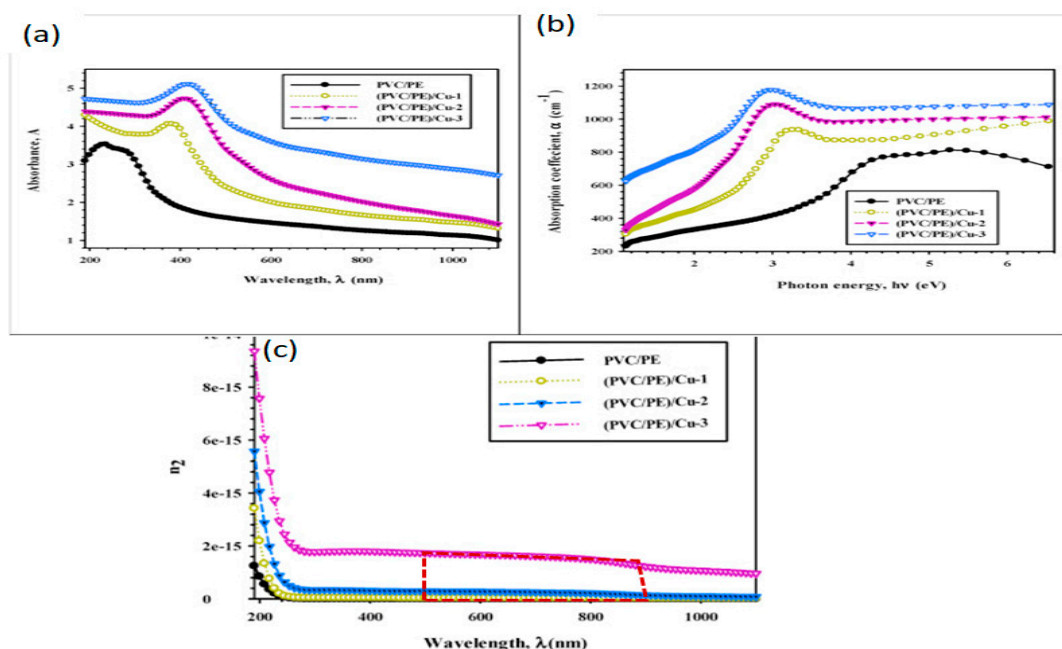 (a)
PVC/PE
(PVC/PE)/Cu-1
(PVC/PE)/Cu-2
(PVC/PE)/Cu-3
Absorbance, A
5
4
3
2
1
200 400 600 800 1000
Wavelength, λ (nm)
(b)
Absorption coeffecient, α (cm⁻¹)
1200
1000
800
600
400
200
PVC/PE
(PVC/PE)/Cu-1
(PVC/PE)/Cu-2
(PVC/PE)/Cu-3
2 3 4 5 6
Photon energy, hν (eV)
(c)
PVC/PE
(PVC/PE)/Cu-1
(PVC/PE)/Cu-2
(PVC/PE)/Cu-3
n₂
8e-15
6e-15
4e-15
2e-15
0
200 400 600 800 1000
Wavelength, λ(nm)